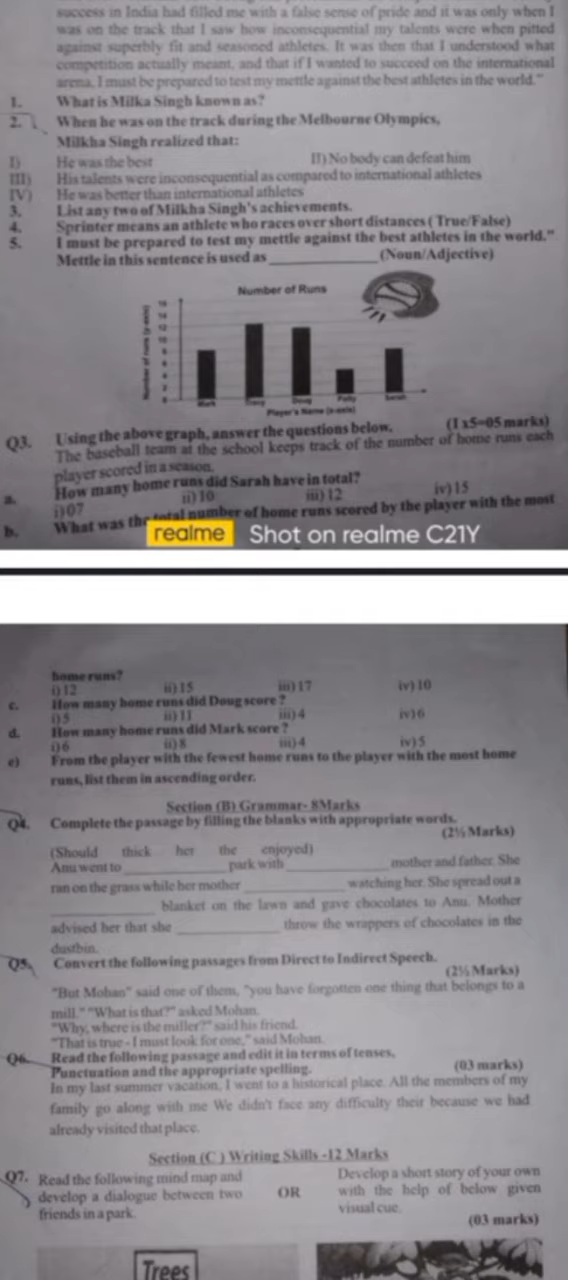 success in India had filled me with a false sense of pride and it was only when I
was on the track that I saw how inconsequential my talents were when pitted
against superbly fit and seasoned athletes. It was then that I understood what
competition actually meant, and that if I wanted to succeed on the international
arena, I must be prepared to test my mettle against the best athletes in the world."
1. What is Milka Singh known as?
2. When he was on the track during the Melbourne Olympics,
Milkha Singh realized that:
I) He was the best II) No body can defeat him
III) His talents were inconsequential as compared to international athletes
IV) He was better than international athletes
3. List any two of Milkha Singh's achievements.
4. Sprinter means an athlete who races over short distances ( True/False)
5. I must be prepared to test my mettle against the best athletes in the world."
Mettle in this sentence is used as ____________ (Noun/Adjective)
Number of Runs
Number of runs (y-axis)
16
14
12
10
8
6
4
2
0
Mark Tracy Doug Patty Sarah
Player's Name (x-axis)
Q3. Using the above graph, answer the questions below. (1 x5=05 marks)
The baseball team at the school keeps track of the number of home runs each
player scored in a season.
a. How many home runs did Sarah have in total?
i) 07 ii) 10 iii) 12 iv) 15
b. What was the total number of home runs scored by the player with the most
realme Shot on realme C21Y
home runs?
i) 12 ii) 15 iii) 17 iv) 10
c. How many home runs did Doug score ?
i) 5 ii) 11 iii) 4 iv) 6
d. How many home runs did Mark score ?
i) 6 ii) 8 iii) 4 iv) 5
e) From the player with the fewest home runs to the player with the most home
runs, list them in ascending order.
Section (B) Grammar- 8Marks
Q4. Complete the passage by filling the blanks with appropriate words.
(2½ Marks)
(Should thick her the enjoyed)
Anu went to ____________ park with ____________ mother and father. She
ran on the grass while her mother ____________ watching her. She spread out a
____________ blanket on the lawn and gave chocolates to Anu. Mother
advised her that she ____________ throw the wrappers of chocolates in the
dustbin.
Q5. Convert the following passages from Direct to Indirect Speech.
(2½ Marks)
"But Mohan" said one of them, "you have forgotten one thing that belongs to a
mill." "What is that?" asked Mohan.
"Why, where is the miller?" said his friend.
"That is true - I must look for one," said Mohan.
Q6. Read the following passage and edit it in terms of tenses,
Punctuation and the appropriate spelling. (03 marks)
In my last summer vacation, I went to a historical place. All the members of my
family go along with me We didn't face any difficulty their because we had
already visited that place.
Section (C ) Writing Skills -12 Marks
Q7. Read the following mind map and
develop a dialogue between two
friends in a park.
OR
Develop a short story of your own
with the help of below given
visual cue.
(03 marks)
Trees